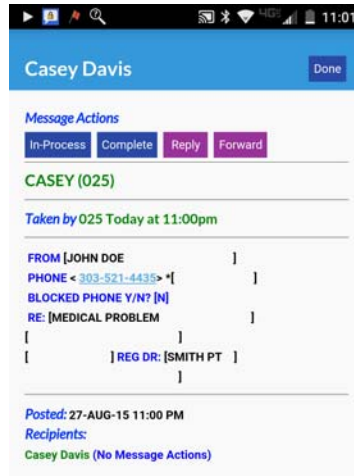 4G 11:01
Casey Davis Done
Message Actions
In-Process Complete Reply Forward
CASEY (025)
Taken by 025 Today at 11:00pm
FROM [JOHN DOE ]
PHONE < 303-521-4435> *[ ]
BLOCKED PHONE Y/N? [N]
RE: [MEDICAL PROBLEM ]
[ ]
[ ] REG DR: [SMITH PT ]
]
Posted: 27-AUG-15 11:00 PM
Recipients:
Casey Davis (No Message Actions)